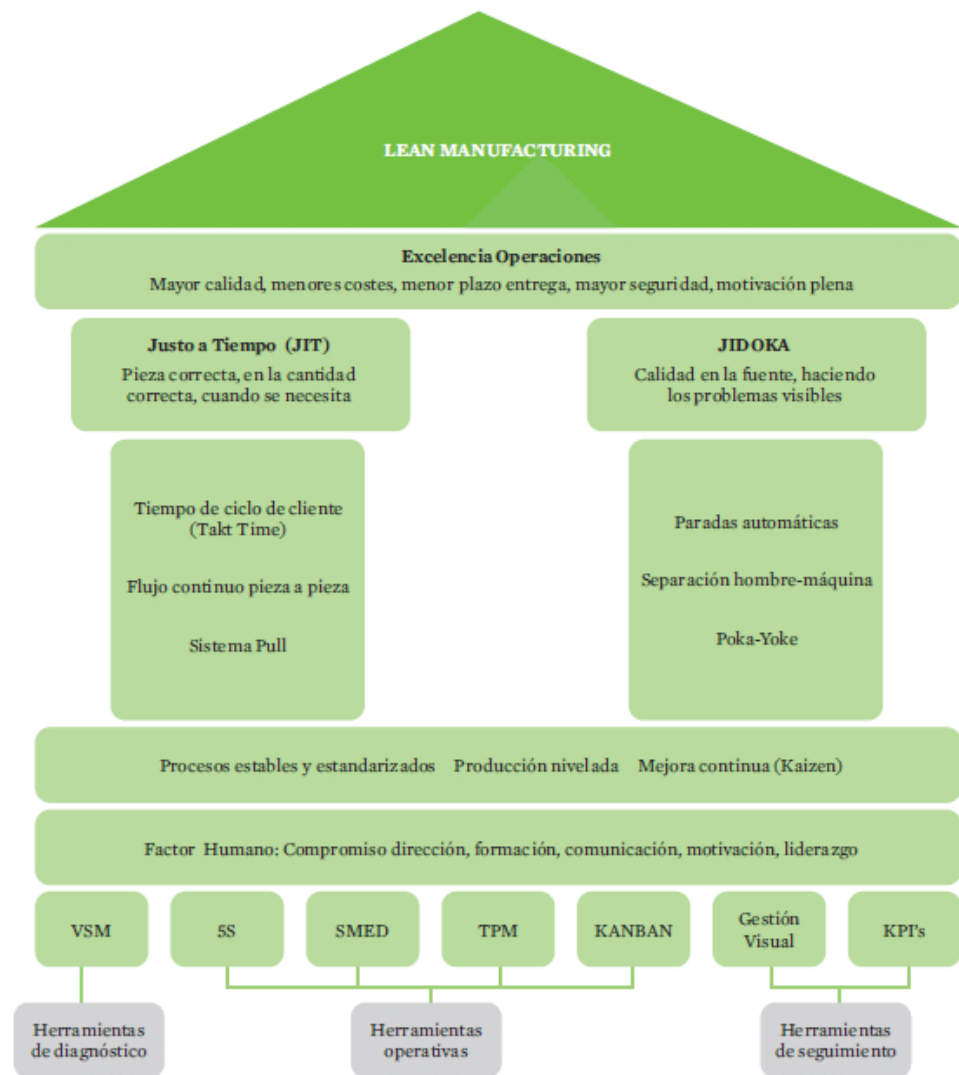 LEAN MANUFACTURING
Excelencia Operaciones
Mayor calidad, menores costes, menor plazo entrega, mayor seguridad, motivación plena
Justo a Tiempo (JIT)
Pieza correcta, en la cantidad
correcta, cuando se necesita
JIDOKA
Calidad en la fuente, haciendo
los problemas visibles
Tiempo de ciclo de cliente
(Takt Time)
Flujo continuo pieza a pieza
Sistema Pull
Paradas automáticas
Separación hombre-máquina
Poka-Yoke
Procesos estables y estandarizados Producción nivelada Mejora continua (Kaizen)
Factor Humano: Compromiso dirección, formación, comunicación, motivación, liderazgo
VSM
5S
SMED
TPM
KANBAN
Gestión
Visual
KPI's
Herramientas
de diagnóstico
Herramientas
operativas
Herramientas
de seguimiento